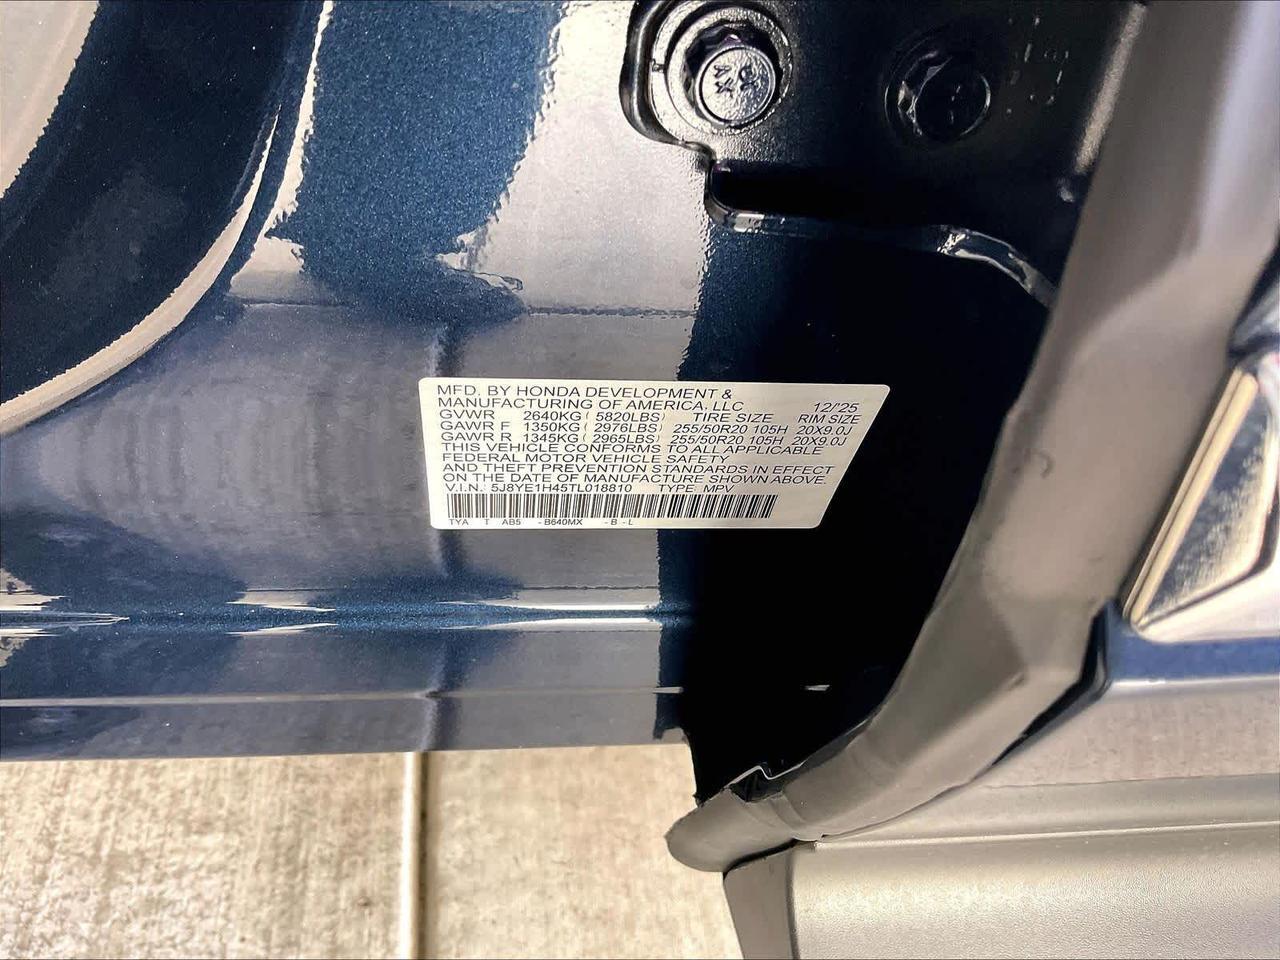 MFD. BY HONDA DEVELOPMENT &
MANUFACTURING OF AMERICA, LLC 12/'25
GVWR 2640KG ( 5820LBS) TIRE SIZE RIM SIZE
GAWR F 1350KG ( 2976LBS) 255/50R20 105H 20X9.0J
GAWR R 1345KG ( 2965LBS) 255/50R20 105H 20X9.0J
THIS VEHICLE CONFORMS TO ALL APPLICABLE
FEDERAL MOTOR VEHICLE SAFETY
AND THEFT PREVENTION STANDARDS IN EFFECT
ON THE DATE OF MANUFACTURE SHOWN ABOVE.
V.I.N.: 5J8YE1H45TL018810 TYPE: MPV
TYA T AB5 - B640MX - B - L